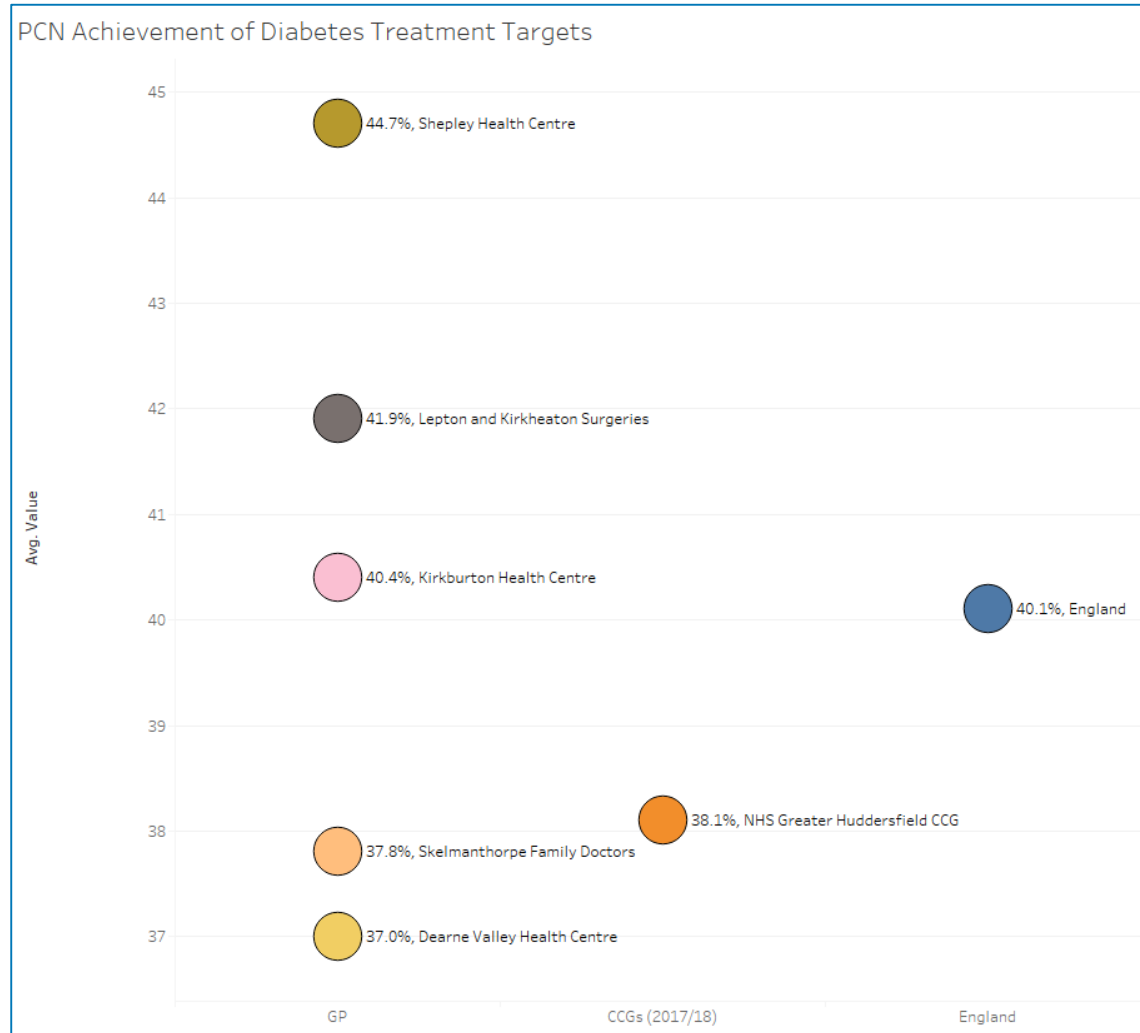 PCN Achievement of Diabetes Treatment Targets
45
44.7%, Shepley Health Centre
44
43
42
41.9%, Lepton and Kirkheaton Surgeries
41
Avg. Value
40.4%, Kirkburton Health Centre
40.1%, England
40
39
38.1%, NHS Greater Huddersfield CCG
38
37.8%, Skelmanthorpe Family Doctors
37
37.0%, Dearne Valley Health Centre
GP
CCGs (2017/18)
England